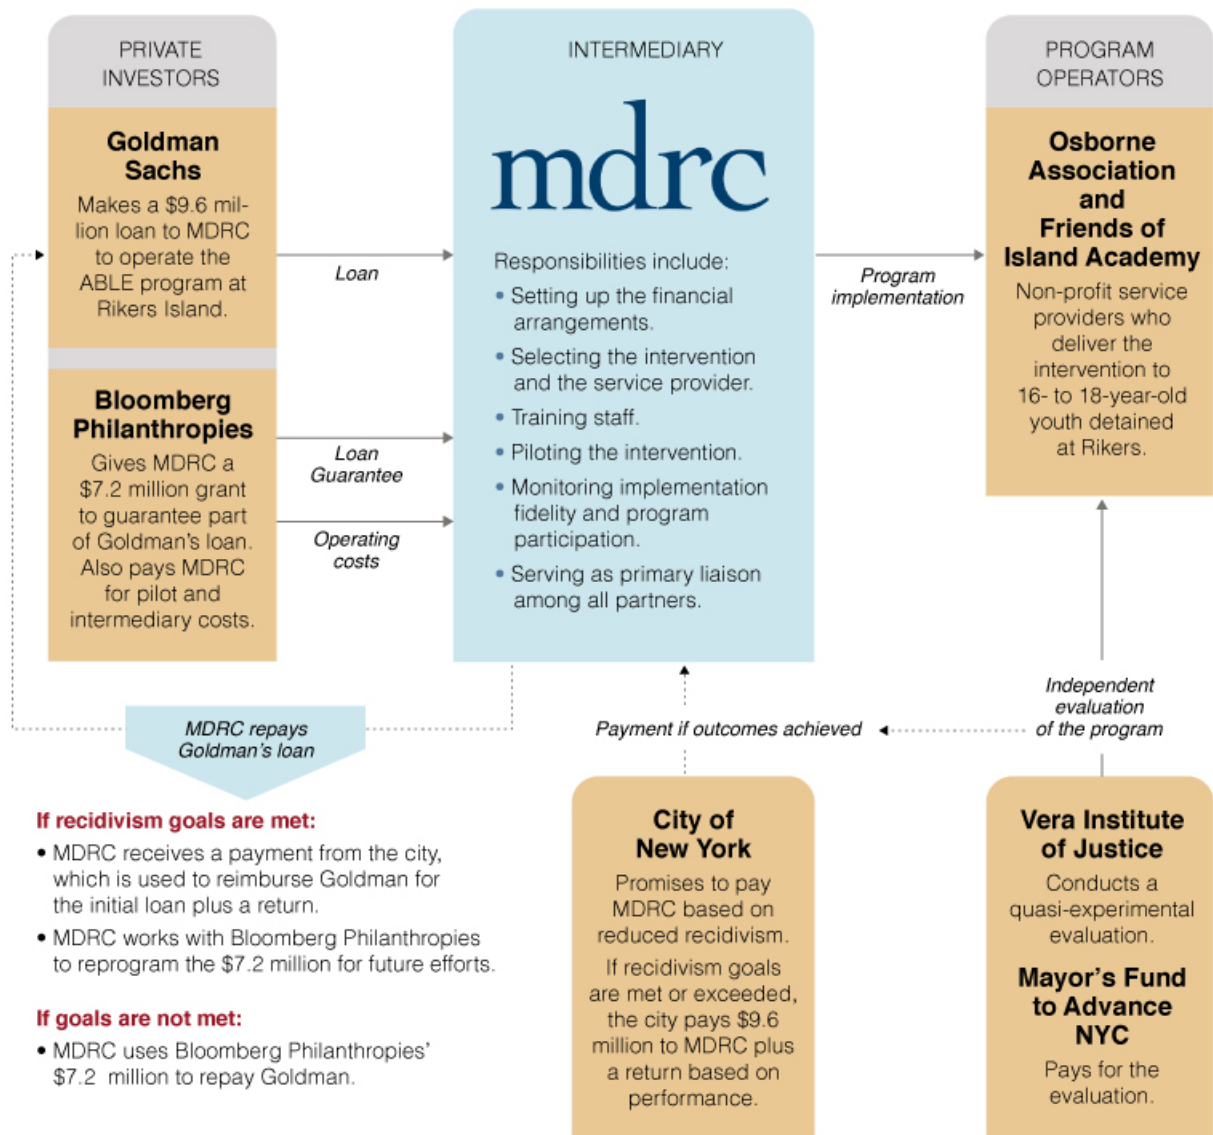 PRIVATE
INVESTORS
Goldman
Sachs
Makes a $9.6 mil-
lion loan to MDRC
to operate the
ABLE program at
Rikers Island.
Bloomberg
Philanthropies
Gives MDRC a
$7.2 million grant
to guarantee part
of Goldman's loan.
Also pays MDRC
for pilot and
intermediary costs.
Loan
Loan
Guarantee
Operating
costs
INTERMEDIARY
mdrc
Responsibilities include:
• Setting up the financial
arrangements.
• Selecting the intervention
and the service provider.
• Training staff.
• Piloting the intervention.
• Monitoring implementation
fidelity and program
participation.
• Serving as primary liaison
among all partners.
Program
implementation
PROGRAM
OPERATORS
Osborne
Association
and
Friends of
Island Academy
Non-profit service
providers who
deliver the
intervention to
16- to 18-year-old
youth detained
at Rikers.
MDRC repays
Goldman's loan
Payment if outcomes achieved
Independent
evaluation
of the program
If recidivism goals are met:
• MDRC receives a payment from the city,
which is used to reimburse Goldman for
the initial loan plus a return.
• MDRC works with Bloomberg Philanthropies
to reprogram the $7.2 million for future efforts.
If goals are not met:
• MDRC uses Bloomberg Philanthropies'
$7.2 million to repay Goldman.
City of
New York
Promises to pay
MDRC based on
reduced recidivism.
If recidivism goals
are met or exceeded,
the city pays $9.6
million to MDRC plus
a return based on
performance.
Vera Institute
of Justice
Conducts a
quasi-experimental
evaluation.
Mayor's Fund
to Advance
NYC
Pays for the
evaluation.